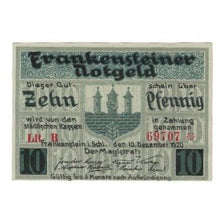 Frankensteiner
Notgeld
Dieser Gut- schein über
Zehn Pfennig
wird von den in Zahlung
städtischen Kassen genommen
Lit. B 69707 *
Frankenstein i. Schl. den 10. Dezember 1920
Der Magistrat:
10 10
Gültig bis 3 Monate nach Aufkündigung